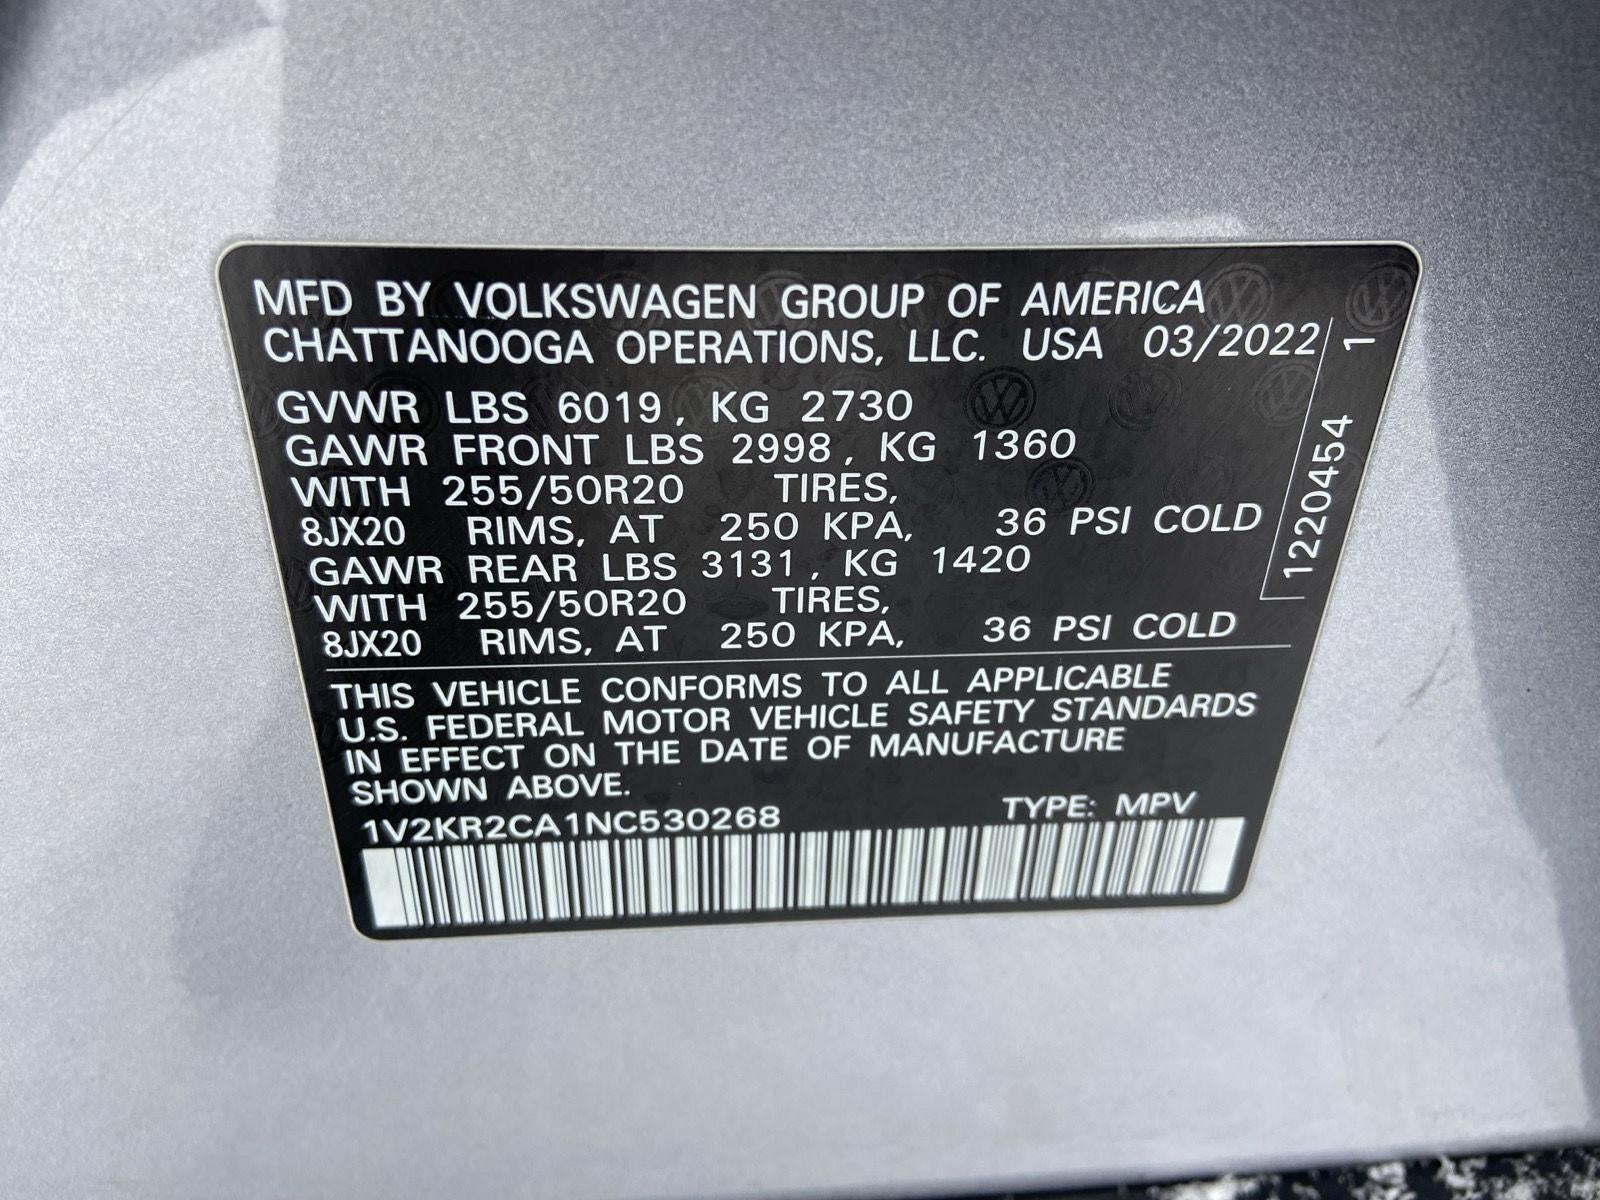 MFD BY VOLKSWAGEN GROUP OF AMERICA
CHATTANOOGA OPERATIONS, LLC. USA 03/2022
GVWR LBS 6019, KG 2730
GAWR FRONT LBS 2998, KG 1360
WITH 255/50R20 TIRES,
8JX20 RIMS, AT 250 KPA, 36 PSI COLD
GAWR REAR LBS 3131, KG 1420
WITH 255/50R20 TIRES,
8JX20 RIMS, AT 250 KPA, 36 PSI COLD
THIS VEHICLE CONFORMS TO ALL APPLICABLE
U.S. FEDERAL MOTOR VEHICLE SAFETY STANDARDS
IN EFFECT ON THE DATE OF MANUFACTURE
SHOWN ABOVE.
1V2KR2CA1NC530268 TYPE: MPV
1220454 1